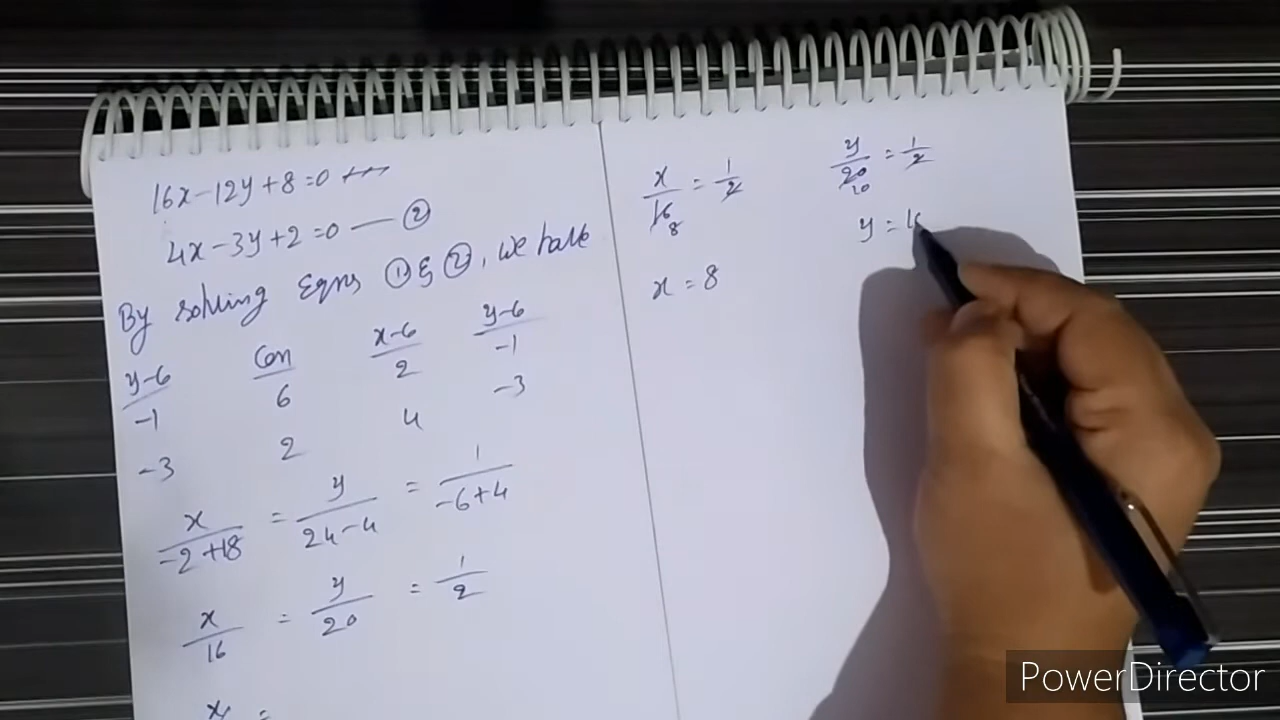 16x-12y+8=0
4x-3y+2=0 — ②
By solving Eqns ① & ②, we have
y-6 Con x-6 y-6
-1 6 2 -1
-3 2 4 -3
x/-2+18 = y/24-4 = 1/-6+4
x/16 = y/20 = 1/2
x =
x/16 = 1/2
8
x = 8
y/20 = 1/2
10
y =
PowerDirector